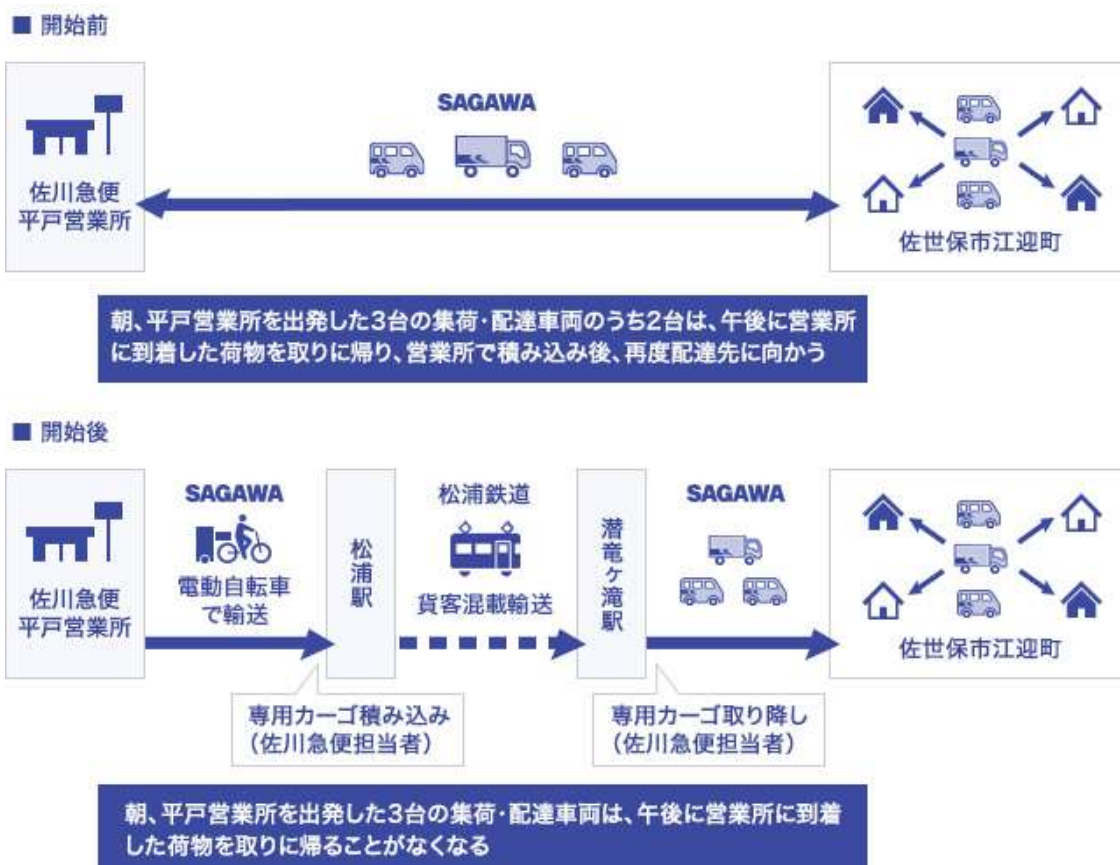 ■ 開始前
SAGAWA
佐川急便
平戸営業所
佐世保市江迎町
朝、平戸営業所を出発した3台の集荷・配達車両のうち2台は、午後に営業所
に到着した荷物を取りに帰り、営業所で積み込み後、再度配達先に向かう
■ 開始後
佐川急便
平戸営業所
SAGAWA
電動自転車
で輸送
松浦駅
松浦鉄道
貨客混載輸送
潜竜ヶ滝駅
SAGAWA
佐世保市江迎町
専用カーゴ積み込み
(佐川急便担当者)
専用カーゴ取り降し
(佐川急便担当者)
朝、平戸営業所を出発した3台の集荷・配達車両は、午後に営業所に到着
した荷物を取りに帰ることがなくなる